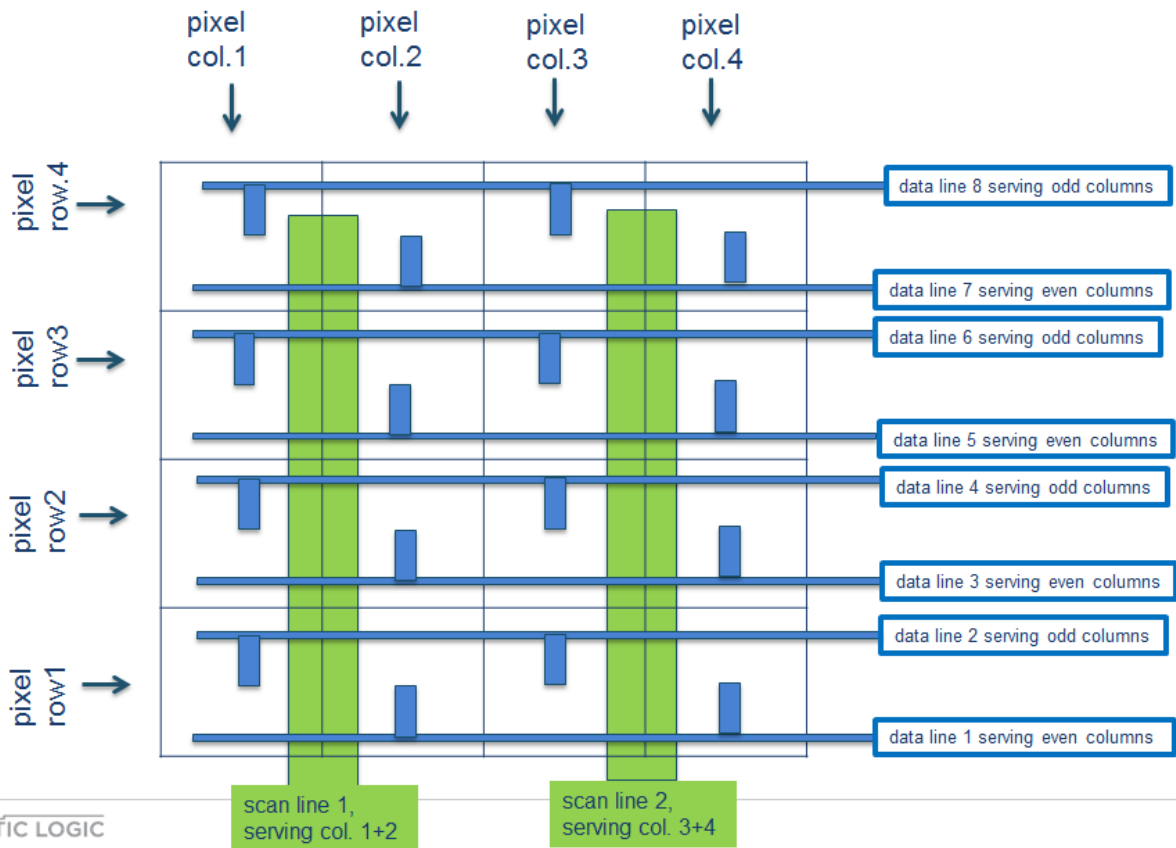 pixel
col.1
pixel
col.2
pixel
col.3
pixel
col.4
pixel
row.4
data line 8 serving odd columns
data line 7 serving even columns
pixel
row3
data line 6 serving odd columns
data line 5 serving even columns
pixel
row2
data line 4 serving odd columns
data line 3 serving even columns
pixel
row1
data line 2 serving odd columns
data line 1 serving even columns
scan line 1,
serving col. 1+2
scan line 2,
serving col. 3+4
TIC LOGIC